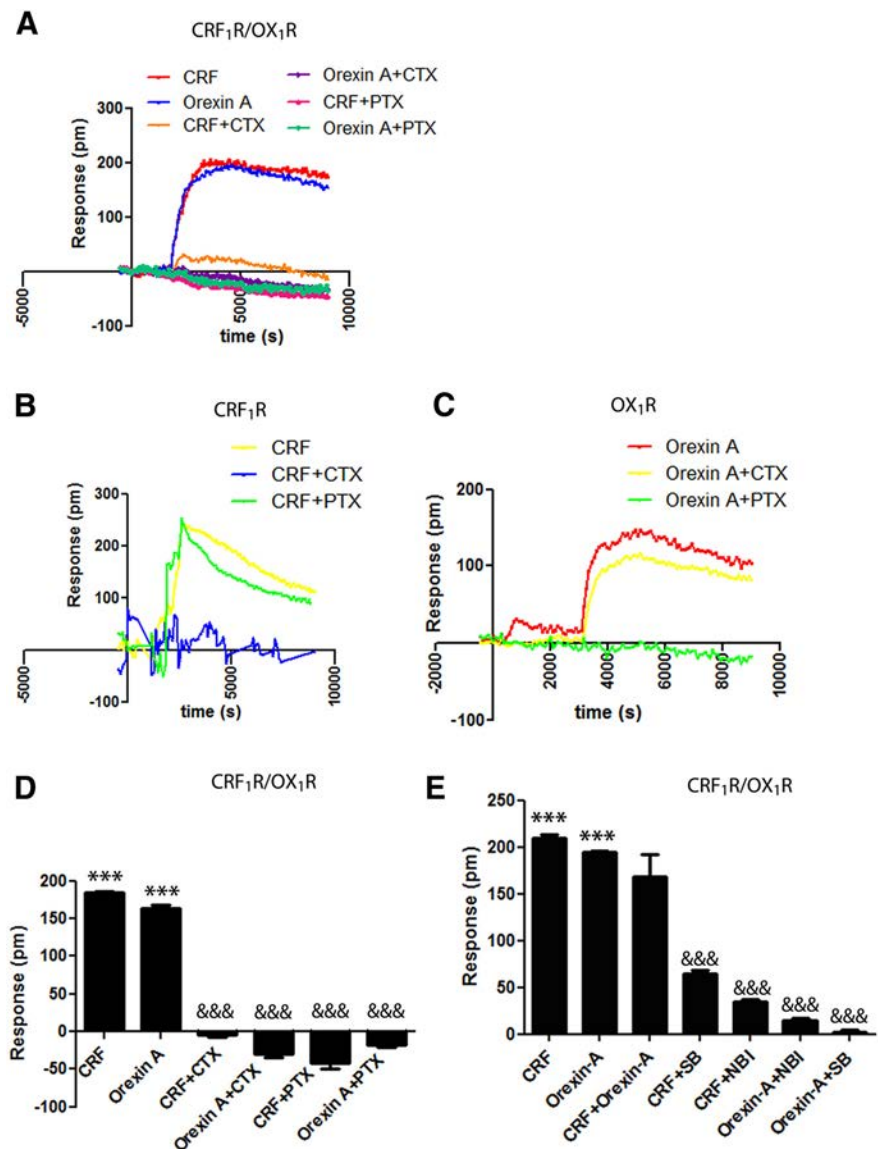 A
CRF₁R/OX₁R
CRF
Orexin A
CRF+CTX
Orexin A+CTX
CRF+PTX
Orexin A+PTX
Response (pm)
300
200
100
-100
-5000
5000
10000
time (s)
B
CRF₁R
CRF
CRF+CTX
CRF+PTX
Response (pm)
300
200
100
-100
-5000
5000
10000
time (s)
C
OX₁R
Orexin A
Orexin A+CTX
Orexin A+PTX
Response (pm)
200
100
-100
-2000
2000
4000
6000
8000
10000
time (s)
D
CRF₁R/OX₁R
Response (pm)
200
150
100
50
0
-50
-100
*** ***
&&& &&& &&& &&&
CRF
Orexin A
CRF+CTX
Orexin A+CTX
CRF+PTX
Orexin A+PTX
E
CRF₁R/OX₁R
Response (pm)
250
200
150
100
50
0
*** ***
&&& &&& &&& &&&
CRF
Orexin-A
CRF+Orexin-A
CRF+SB
CRF+NBI
Orexin-A+NBI
Orexin-A+SB